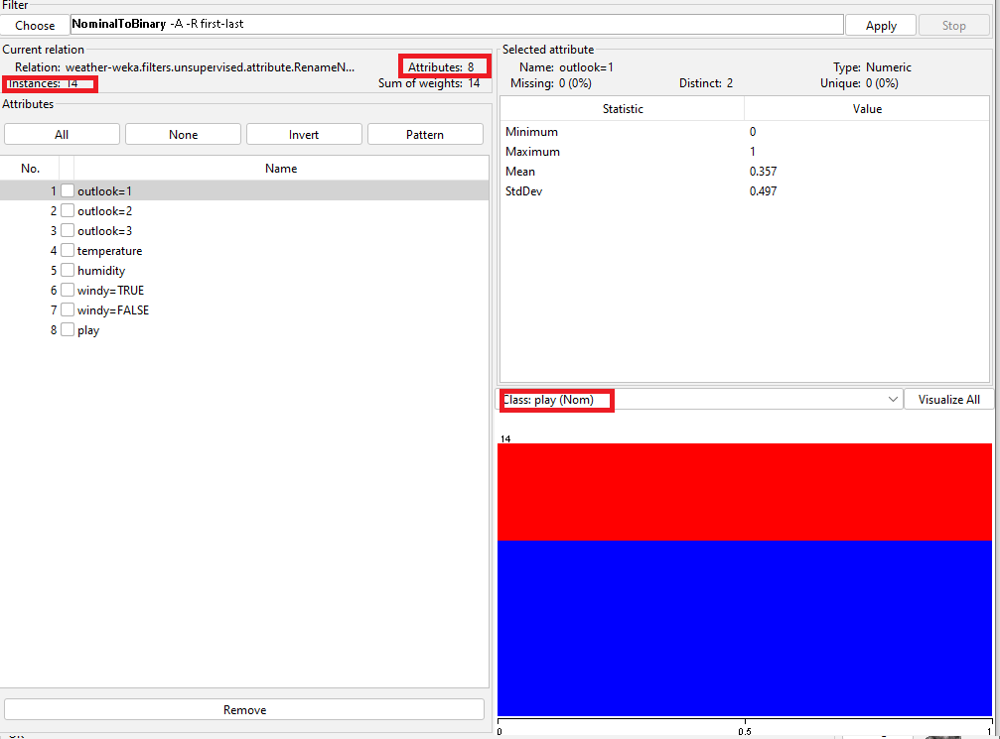 Filter
Choose NominalToBinary -A -R first-last Apply Stop
Current relation
Relation: weather-weka.filters.unsupervised.attribute.RenameN... Attributes: 8
Instances: 14 Sum of weights: 14
Attributes
All None Invert Pattern
No. Name
1 outlook=1
2 outlook=2
3 outlook=3
4 temperature
5 humidity
6 windy=TRUE
7 windy=FALSE
8 play
Remove
Selected attribute
Name: outlook=1 Type: Numeric
Missing: 0 (0%) Distinct: 2 Unique: 0 (0%)
Statistic Value
Minimum 0
Maximum 1
Mean 0.357
StdDev 0.497
Class: play (Nom) Visualize All
14
0 0.5 1